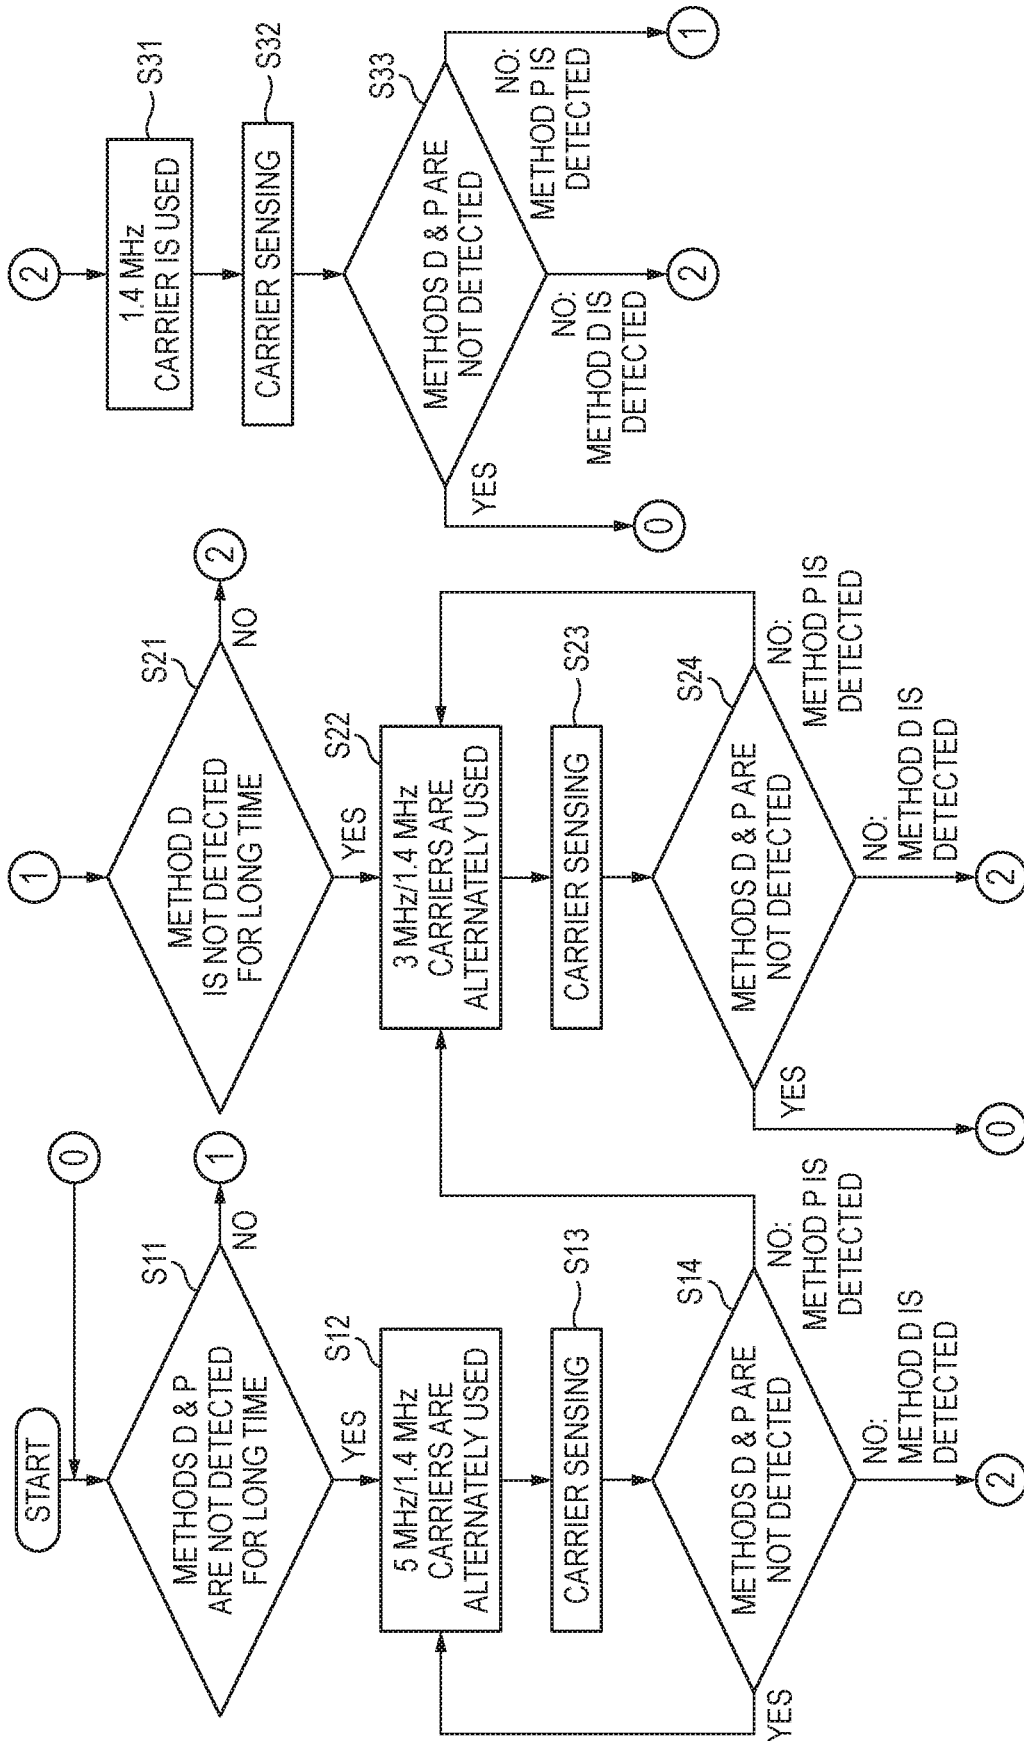 START
0
METHODS D & P
ARE NOT DETECTED
FOR LONG TIME
S11
NO
1
YES
5 MHz/1.4 MHz
CARRIERS ARE
ALTERNATELY USED
S12
CARRIER SENSING
S13
METHODS D & P ARE
NOT DETECTED
S14
YES
NO:
METHOD P IS
DETECTED
NO:
METHOD D IS
DETECTED
2
1
METHOD D
IS NOT DETECTED
FOR LONG TIME
S21
NO
2
YES
3 MHz/1.4 MHz
CARRIERS ARE
ALTERNATELY USED
S22
CARRIER SENSING
S23
METHODS D & P ARE
NOT DETECTED
S24
YES
0
NO:
METHOD P IS
DETECTED
NO:
METHOD D IS
DETECTED
2
2
1.4 MHz
CARRIER IS USED
S31
CARRIER SENSING
S32
METHODS D & P ARE
NOT DETECTED
S33
YES
0
NO:
METHOD D IS
DETECTED
2
NO:
METHOD P IS
DETECTED
1